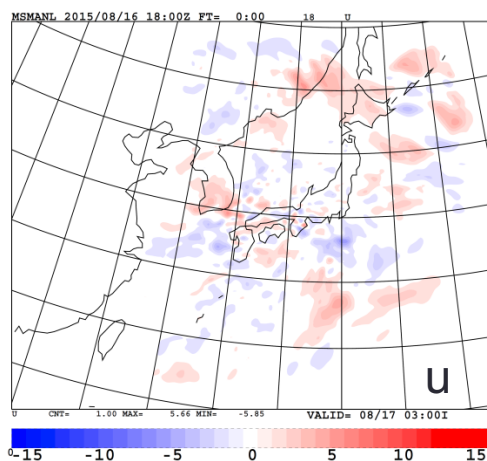 MSMANL 2015/08/16 18:00Z FT= 0:00 18 U
u
U CNT= 1.00 MAX= 5.66 MIN= -5.85 VALID= 08/17 03:00I
0 -15 -10 -5 0 5 10 15